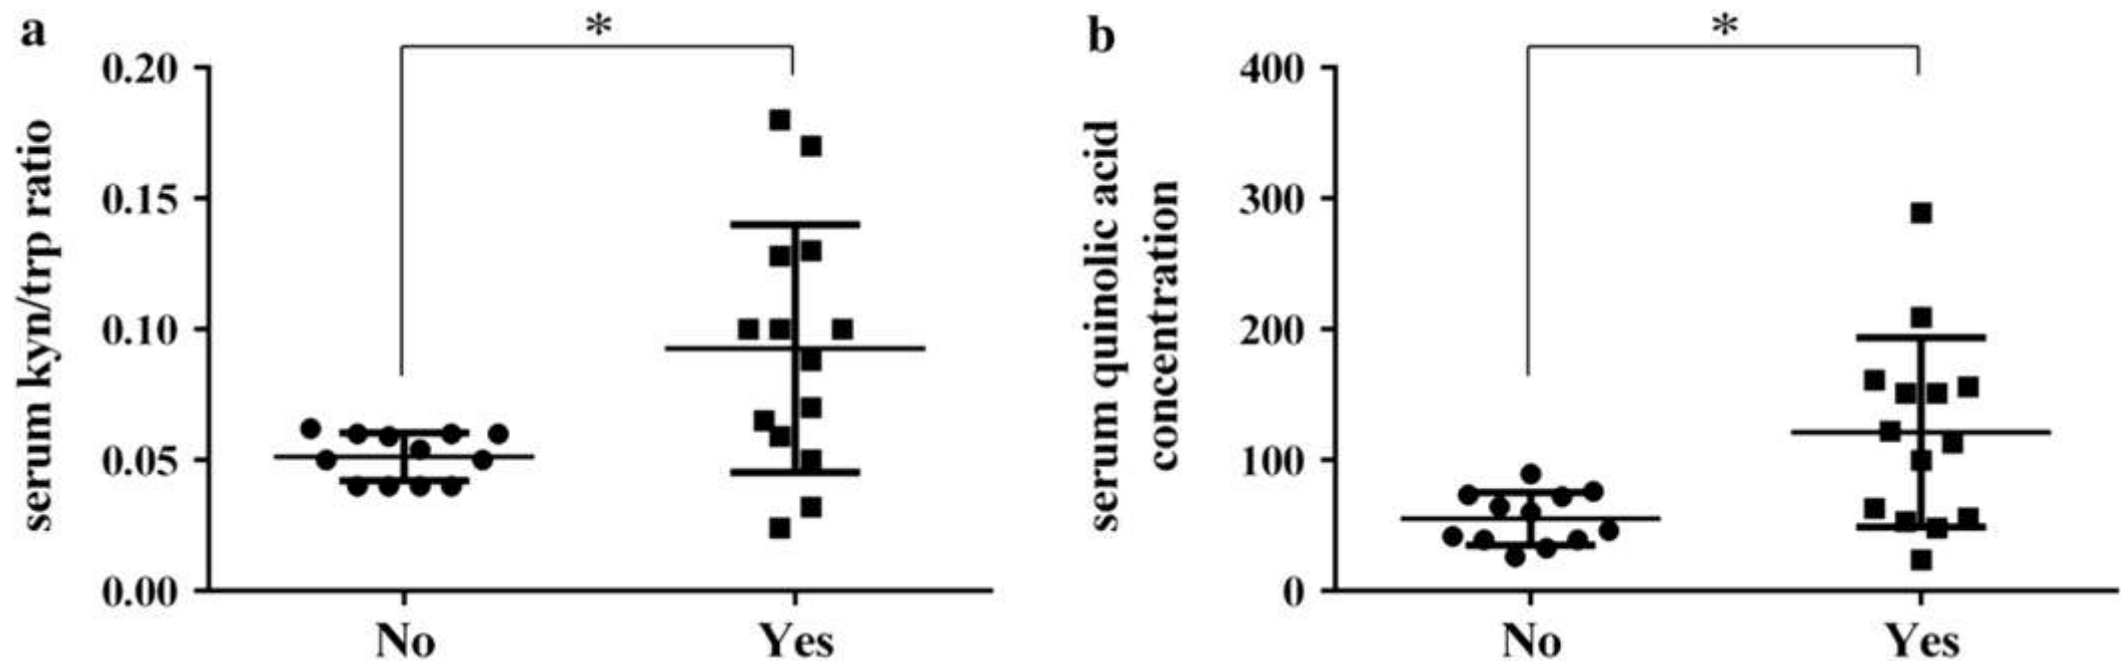 a
*
0.20
0.15
0.10
0.05
0.00
serum kyn/trp ratio
No
Yes
b
*
400
300
200
100
0
serum quinolic acid
concentration
No
Yes